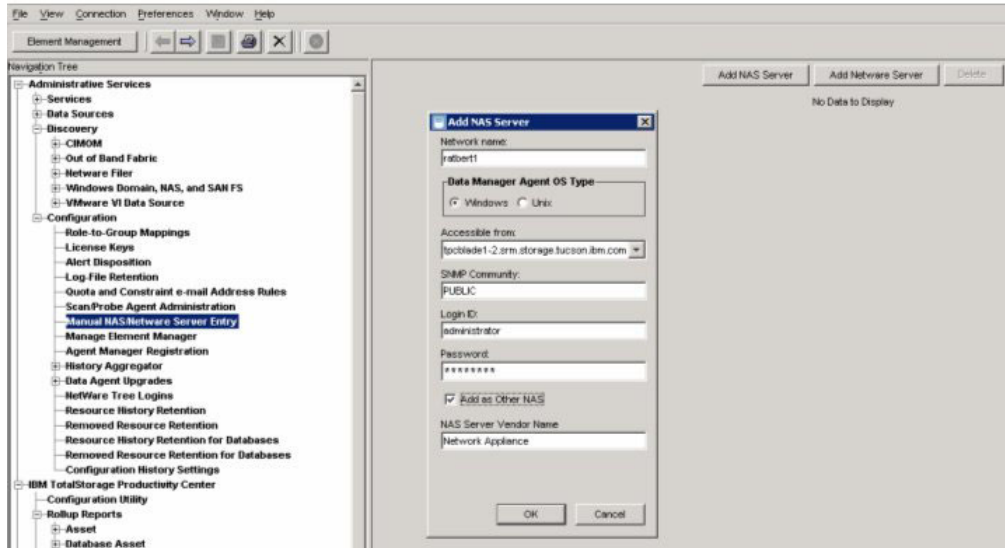 File View Connection Preferences Window Help
Element Management
Navigation Tree
Administrative Services
Services
Data Sources
Discovery
CIMOM
Out of Band Fabric
Netware Filer
Windows Domain, NAS, and SAN FS
VMware VI Data Source
Configuration
Role-to-Group Mappings
License Keys
Alert Disposition
Log-File Retention
Quota and Constraint e-mail Address Rules
Scan/Probe Agent Administration
Manual NAS/Netware Server Entry
Manage Element Manager
Agent Manager Registration
History Aggregator
Data Agent Upgrades
NetWare Tree Logins
Resource History Retention
Removed Resource Retention
Resource History Retention for Databases
Removed Resource Retention for Databases
Configuration History Settings
IBM TotalStorage Productivity Center
Configuration Utility
Rollup Reports
Asset
Database Asset
Add NAS Server Add Netware Server Delete
No Data to Display
Add NAS Server
Network name:
ratbert1
Data Manager Agent OS Type
Windows Unix
Accessible from:
tpcblade1-2.srm.storage.tucson.ibm.com
SNMP Community:
PUBLIC
Login ID:
administrator
Password:
********
Add as Other NAS
NAS Server Vendor Name
Network Appliance
OK Cancel